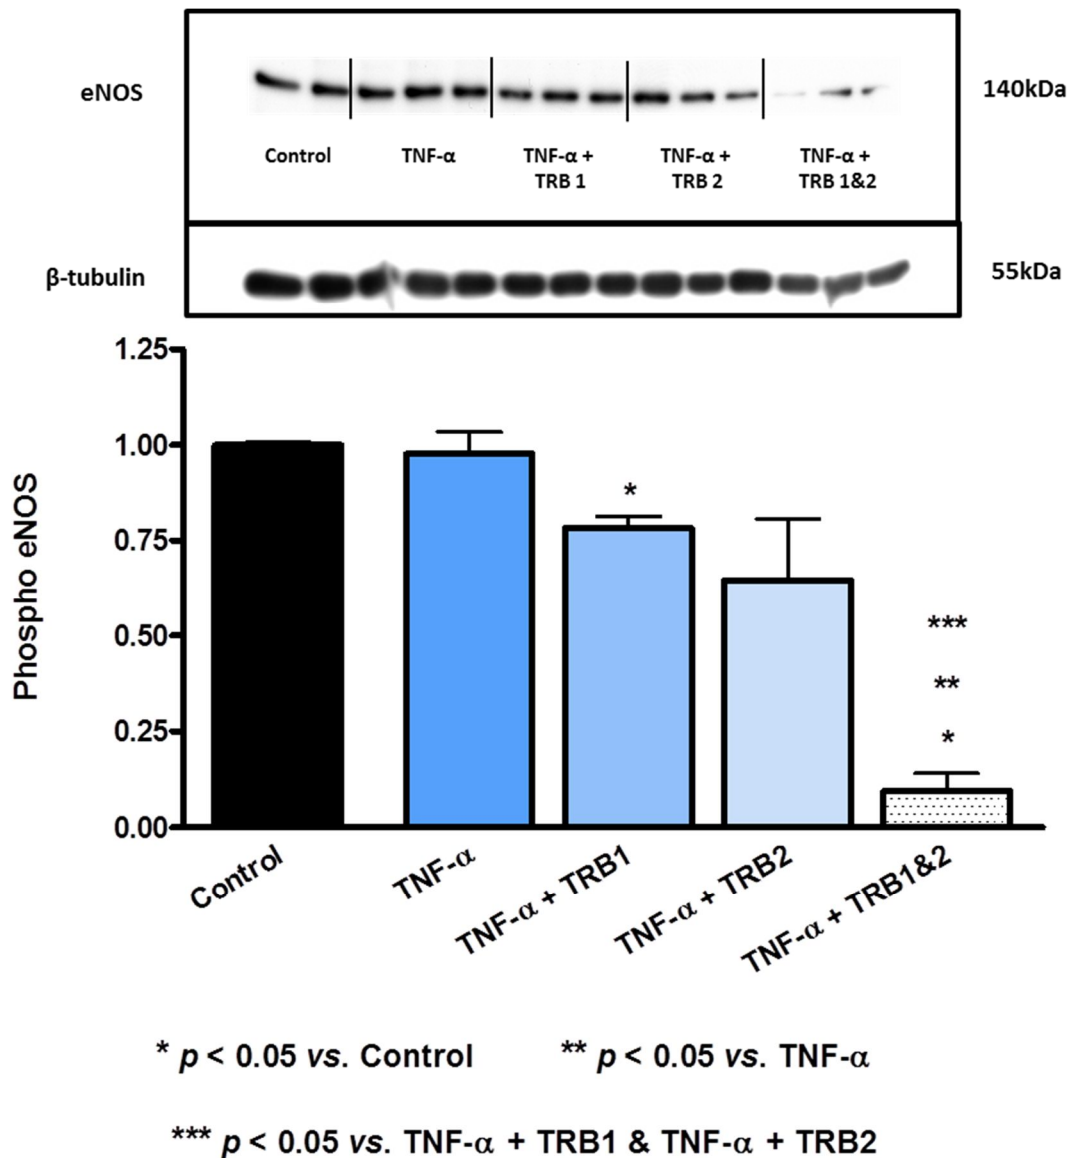 eNOS
140kDa
Control
TNF-α
TNF-α +
TRB 1
TNF-α +
TRB 2
TNF-α +
TRB 1&2
β-tubulin
55kDa
Phospho eNOS
1.25
1.00
0.75
0.50
0.25
0.00
*
***
**
*
Control
TNF-α
TNF-α + TRB1
TNF-α + TRB2
TNF-α + TRB1&2
* p < 0.05 vs. Control
** p < 0.05 vs. TNF-α
*** p < 0.05 vs. TNF-α + TRB1 & TNF-α + TRB2